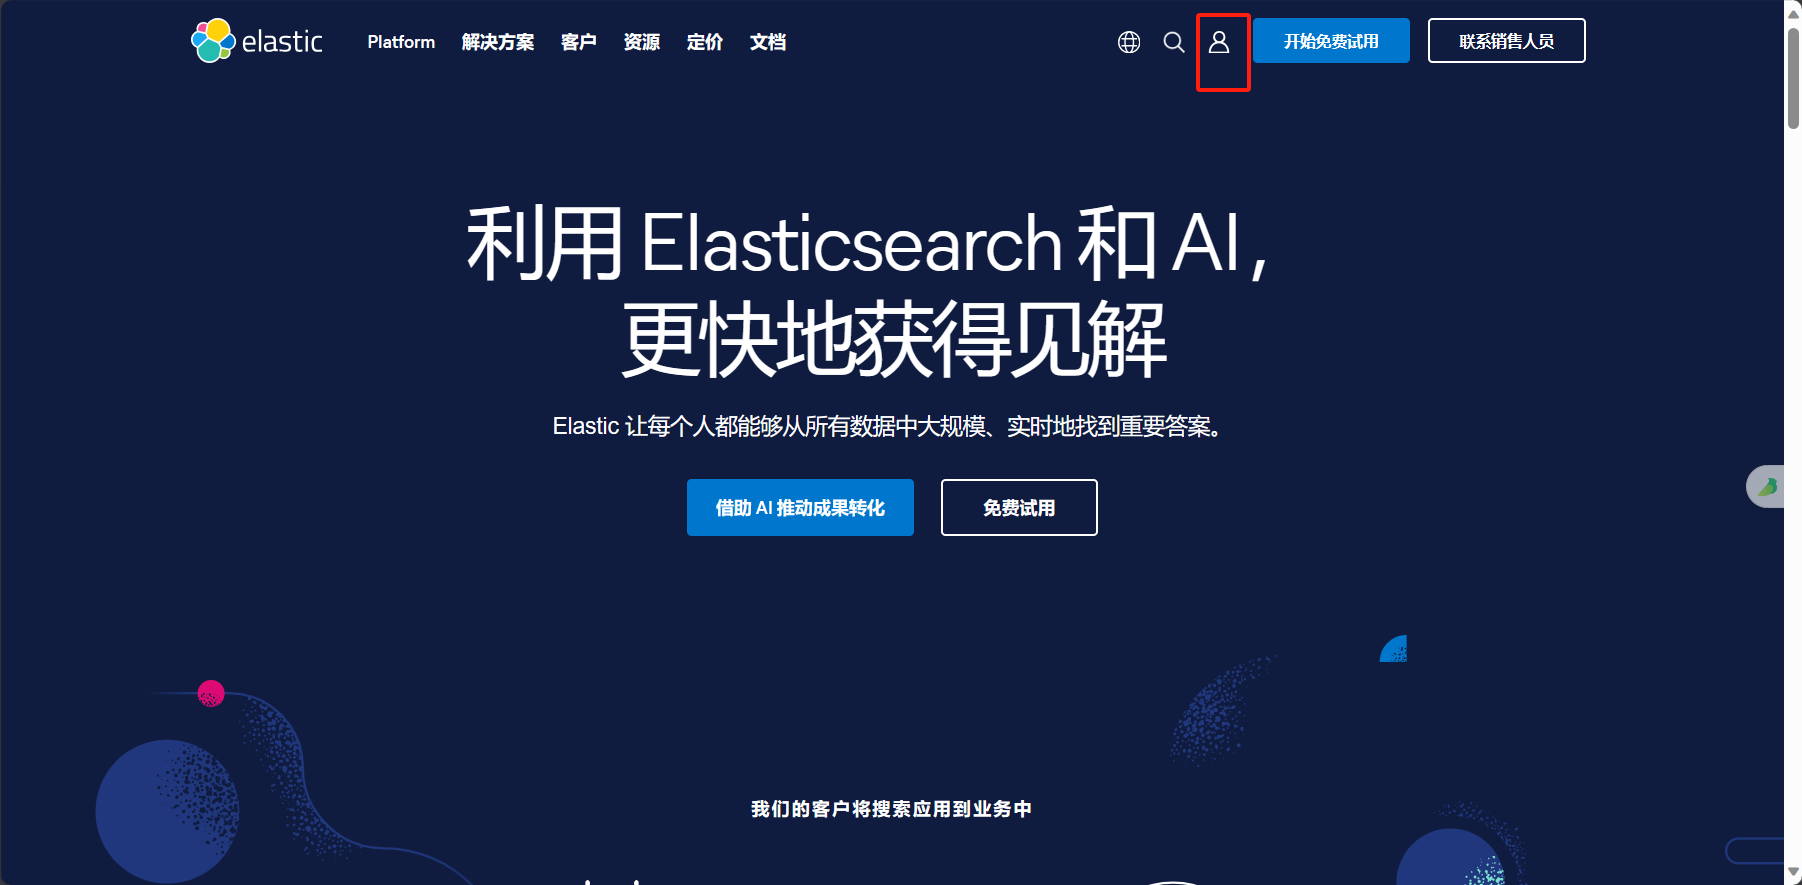 elastic
Platform 解决方案 客户 资源 定价 文档
开始免费试用
联系销售人员
利用 Elasticsearch 和 AI，
更快地获得见解
Elastic 让每个人都能够从所有数据中大规模、实时地找到重要答案。
借助 AI 推动成果转化
免费试用
我们的客户将搜索应用到业务中